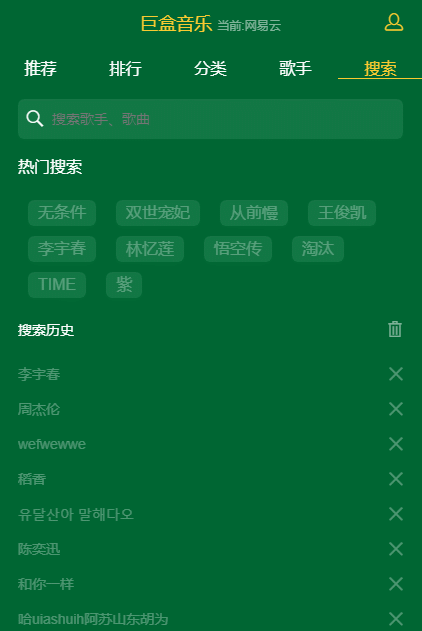 巨盒音乐 当前:网易云
推荐 排行 分类 歌手 搜索
搜索歌手、歌曲
热门搜索
无条件 双世宠妃 从前慢 王俊凯
李宇春 林忆莲 悟空传 淘汰
TIME 紫
搜索历史
李宇春
周杰伦
wefwewwe
稻香
유달산아 말해다오
陈奕迅
和你一样
哈uiashuih阿苏山东胡为